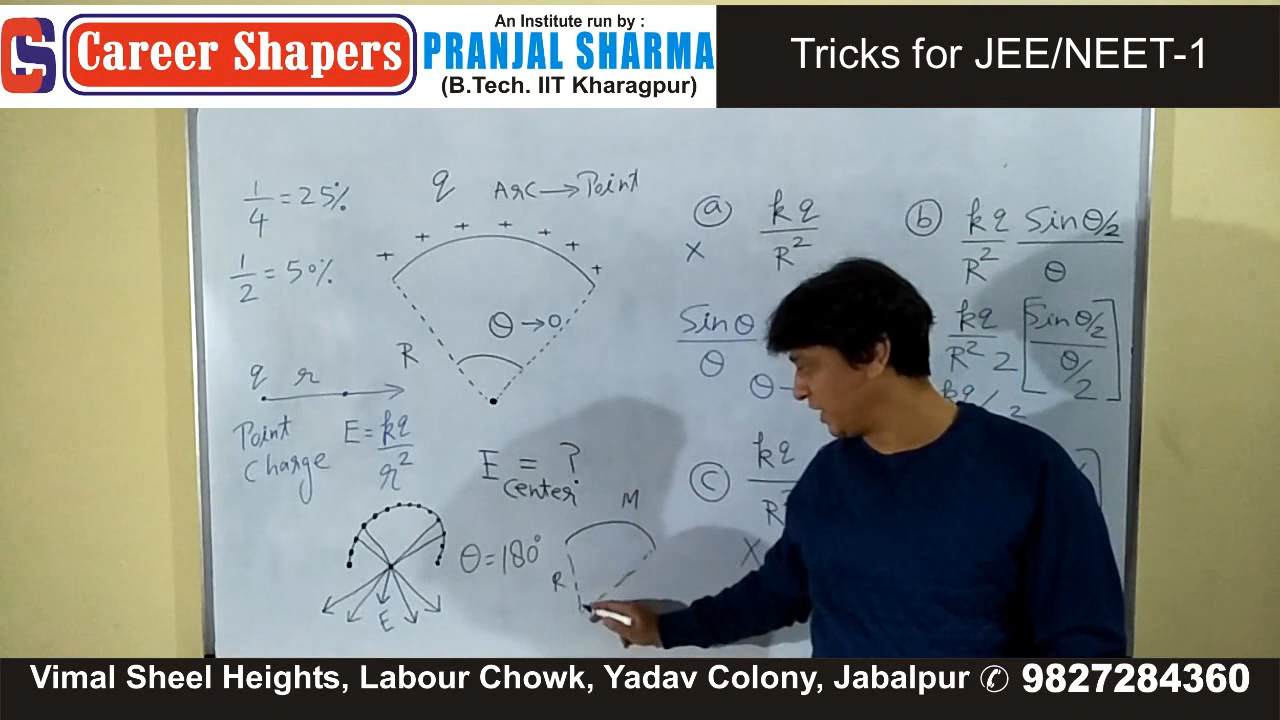 Career Shapers
An Institute run by :
PRANJAL SHARMA
(B.Tech. IIT Kharagpur)
Tricks for JEE/NEET-1
1/4 = 25%
1/2 = 50%
q Arc → Point
+ + + + + + +
θ → 0
R
q r
Point Charge
E = kq/r²
E center = ?
θ = 180°
E
M
R
a kq/R²
X
sin θ/θ
θ →
b kq/R² sin θ/2 / θ
kq/R² 2 [sin θ/2 / θ/2]
c kq/R²
X
Vimal Sheel Heights, Labour Chowk, Yadav Colony, Jabalpur ✆ 9827284360